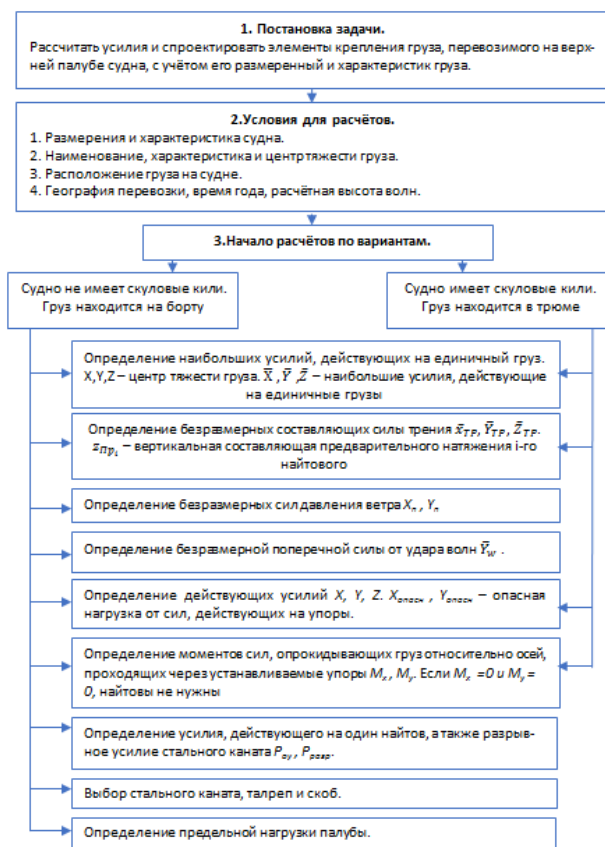 1. Постановка задачи.
Рассчитать усилия и спроектировать элементы крепления груза, перевозимого на верх-
ней палубе судна, с учётом его размеренный и характеристик груза.
2.Условия для расчётов.
1. Размерения и характеристика судна.
2. Наименование, характеристика и центр тяжести груза.
3. Расположение груза на судне.
4. География перевозки, время года, расчётная высота волн.
3.Начало расчётов по вариантам.
Судно не имеет скуловые кили.
Груз находится на борту
Судно имеет скуловые кили.
Груз находится в трюме
Определение наибольших усилий, действующих на единичный груз.
X,Y,Z – центр тяжести груза. X̄ , Ȳ , Z̄ – наибольшие усилия, действующие
на единичные грузы
Определение безразмерных составляющих силы трения x̄ТР, ȲТР, Z̄ТР.
zПрi – вертикальная составляющая предварительного натяжения i-го
найтового
Определение безразмерных сил давления ветра Xп , Yп
Определение безразмерной поперечной силы от удара волн Ȳw .
Определение действующих усилий X, Y, Z. Xопасн , Yопасн – опасная
нагрузка от сил, действующих на упоры.
Определение моментов сил, опрокидывающих груз относительно осей,
проходящих через устанавливаемые упоры Mx , My. Если Mx =0 и My =
0, найтовы не нужны
Определение усилия, действующего на один найтов, а также разрыв-
ное усилие стального каната Pау , Pразр.
Выбор стального каната, талреп и скоб.
Определение предельной нагрузки палубы.